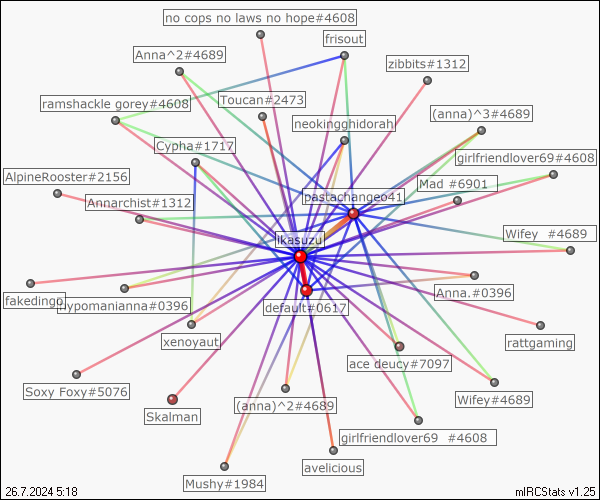 no cops no laws no hope#4608
frisout
Anna^2#4689
zibbits#1312
ramshackle gorey#4608
Toucan#2473
(anna)^3#4689
neokingghidorah
Cypha#1717
girlfriendlover69#4608
AlpineRooster#2156
Mad #6901
pastachangeo41
Annarchist#1312
Wifey #4689
ikasuzu
Anna.#0396
fakedingo
Hypomanianna#0396
default#0617
xenoyaut
rattgaming
ace deucy#7097
Soxy Foxy#5076
Wifey#4689
(anna)^2#4689
Skalman
girlfriendlover69 #4608
avelicious
Mushy#1984
26.7.2024 5:18
mIRCStats v1.25